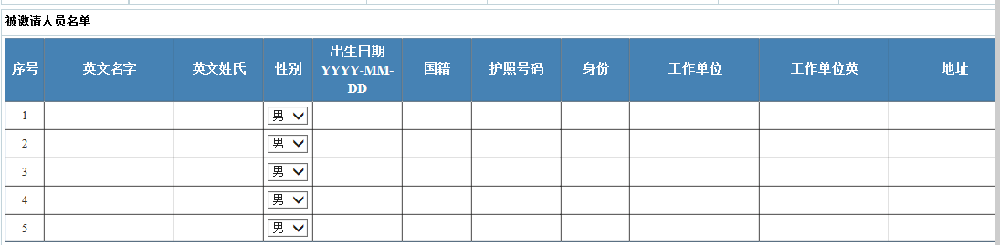 被邀请人员名单
序号 英文名字 英文姓氏 性别 出生日期 YYYY-MM-DD 国籍 护照号码 身份 工作单位 工作单位英 地址
1 男
2 男
3 男
4 男
5 男